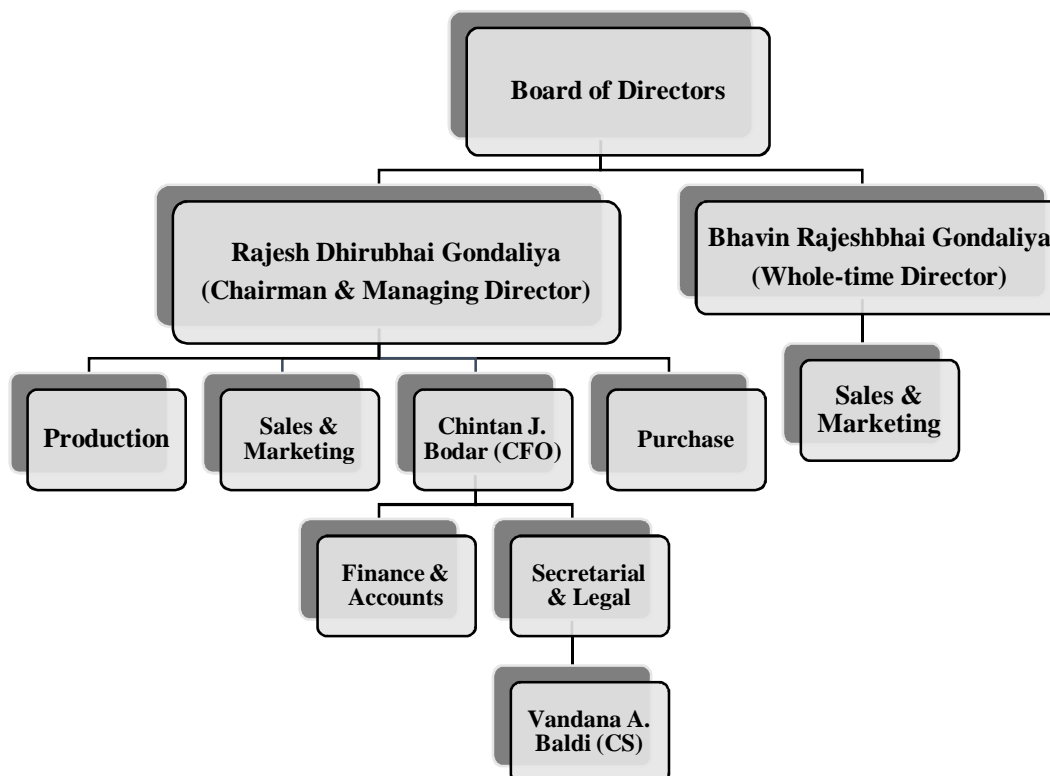 Board of Directors
Rajesh Dhirubhai Gondaliya
(Chairman & Managing Director)
Bhavin Rajeshbhai Gondaliya
(Whole-time Director)
Production
Sales &
Marketing
Chintan J.
Bodar (CFO)
Purchase
Sales &
Marketing
Finance &
Accounts
Secretarial
& Legal
Vandana A.
Baldi (CS)